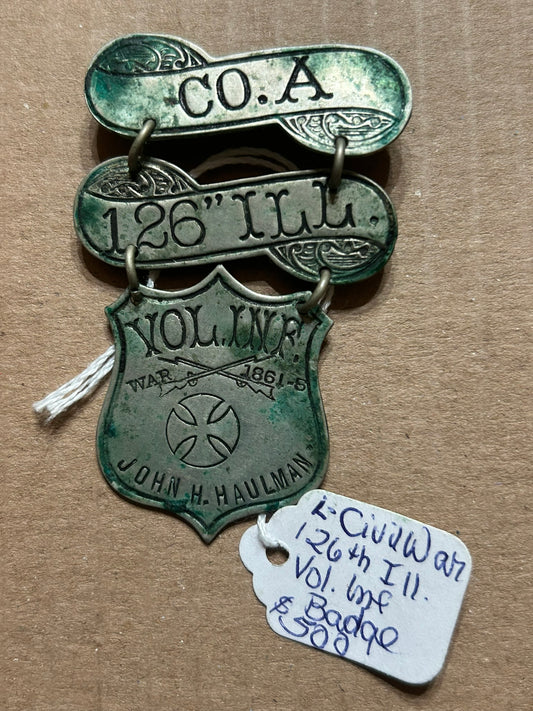 CO. A
126" ILL.
VOL. INF.
WAR 1861-5
JOHN H. HAULMAN
Civil War
126th Ill.
Vol. Inf
Badge
$500